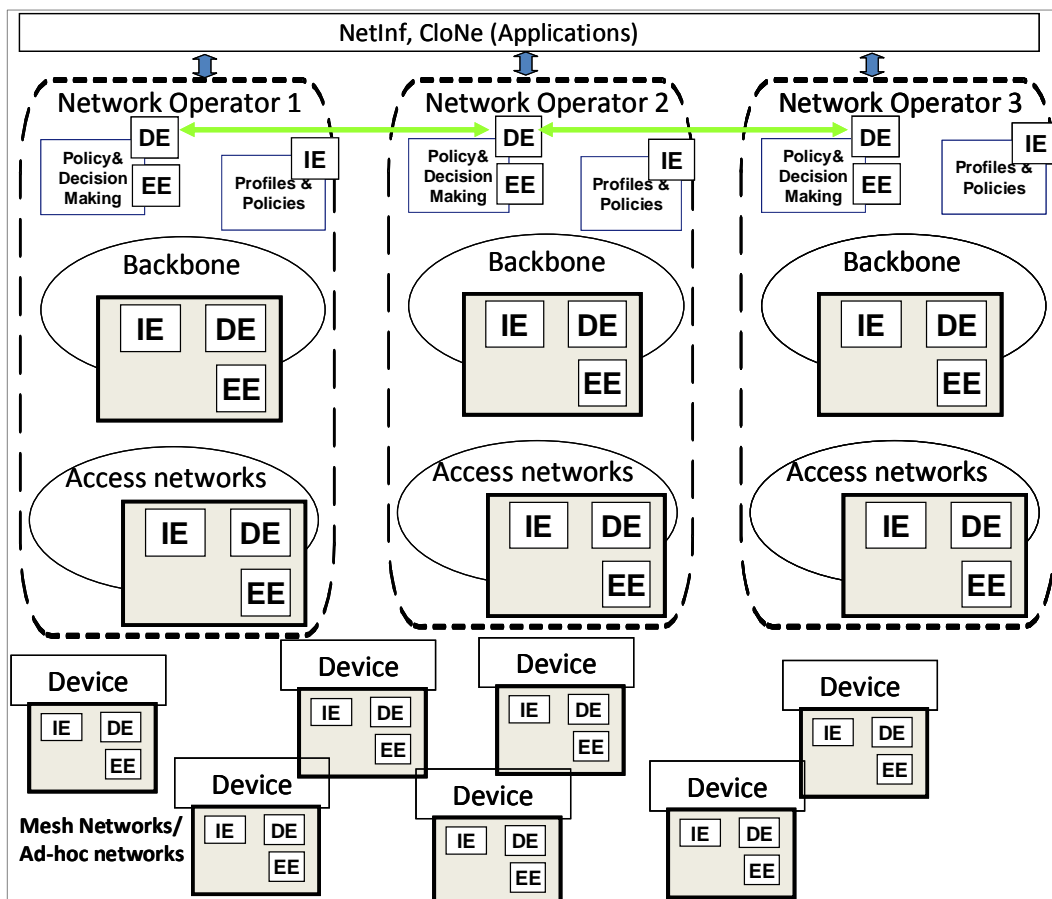 NetInf, CloNe (Applications)
Network Operator 1
DE
Policy&
Decision
Making
EE
IE
Profiles &
Policies
Backbone
IE
DE
EE
Access networks
IE
DE
EE
Network Operator 2
DE
Policy&
Decision
Making
EE
IE
Profiles &
Policies
Backbone
IE
DE
EE
Access networks
IE
DE
EE
Network Operator 3
DE
Policy&
Decision
Making
EE
IE
Profiles &
Policies
Backbone
IE
DE
EE
Access networks
IE
DE
EE
Device
IE
DE
EE
Device
IE
DE
EE
Device
IE
DE
EE
Device
IE
DE
EE
Device
IE
DE
EE
Device
IE
DE
EE
Device
IE
DE
EE
Mesh Networks/
Ad-hoc networks